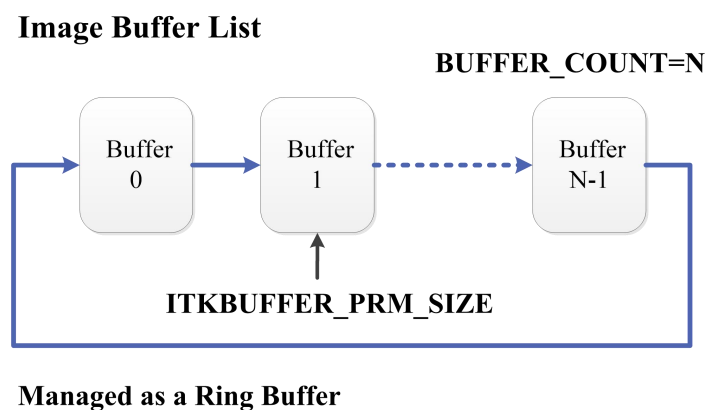 Image Buffer List
BUFFER_COUNT=N
Buffer
0
Buffer
1
Buffer
N-1
ITKBUFFER_PRM_SIZE
Managed as a Ring Buffer